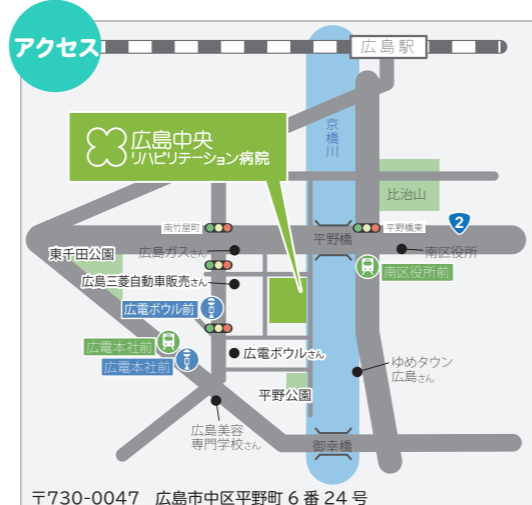 アクセス
広島駅
広島中央
リハビリテーション病院
京橋川
比治山
南竹屋町
平野橋東
2
東千田公園
広島ガスさん
平野橋
南区役所
広島三菱自動車販売さん
南区役所前
広電ボウル前
広電本社前
広電本社前
広電ボウルさん
ゆめタウン
広島さん
平野公園
広島美容
専門学校さん
御幸橋
〒730-0047 広島市中区平野町6番24号